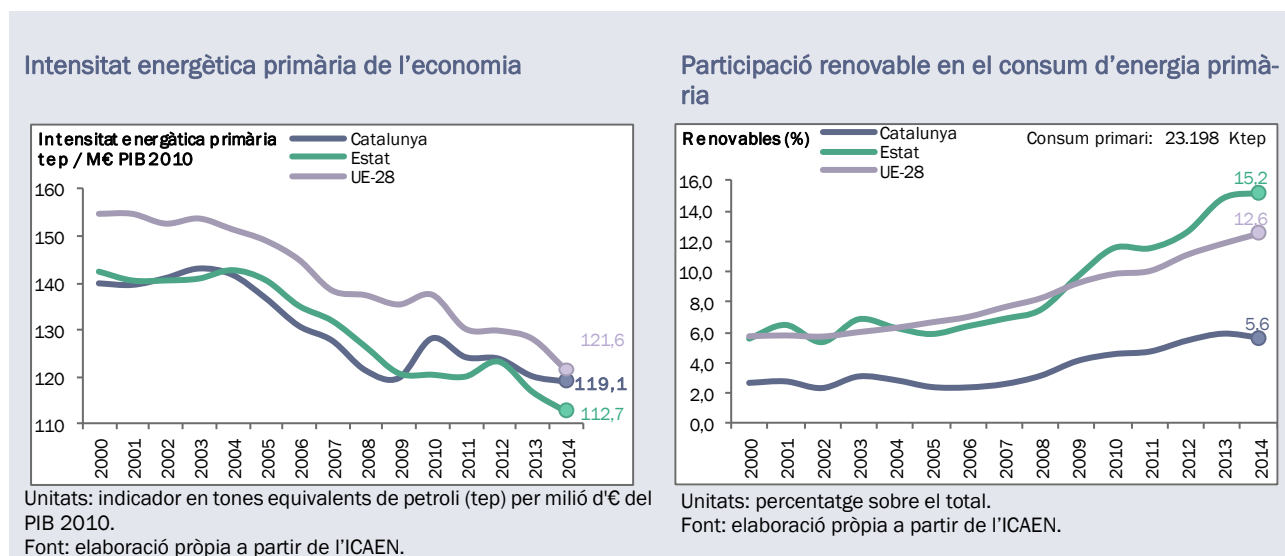 Intensitat energètica primària de l’economia
Intensitat energàtica primària
tep / M€ PIB 2010
Catalunya
Estat
UE-28
160
150
140
130
120
110
121,6
119,1
112,7
2000 2001 2002 2003 2004 2005 2006 2007 2008 2009 2010 2011 2012 2013 2014
Unitats: indicador en tones equivalents de petroli (tep) per milió d'€ del
PIB 2010.
Font: elaboració pròpia a partir de l’ICAEN.
Participació renovable en el consum d’energia primà-
ria
Renovables (%)
Catalunya
Estat
UE-28
Consum primari: 23.198 Ktep
16,0
14,0
12,0
10,0
8,0
6,0
4,0
2,0
0,0
15,2
12,6
5,6
2000 2001 2002 2003 2004 2005 2006 2007 2008 2009 2010 2011 2012 2013 2014
Unitats: percentatge sobre el total.
Font: elaboració pròpia a partir de l’ICAEN.